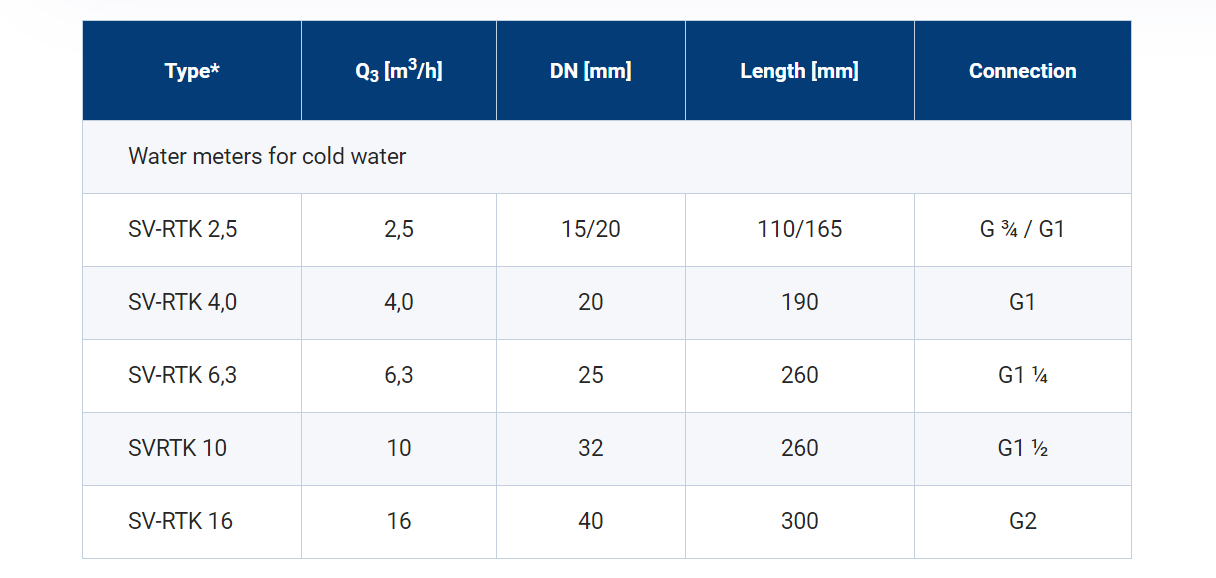 Type* Q₃ [m³/h] DN [mm] Length [mm] Connection
Water meters for cold water
SV-RTK 2,5 2,5 15/20 110/165 G ¾ / G1
SV-RTK 4,0 4,0 20 190 G1
SV-RTK 6,3 6,3 25 260 G1 ¼
SVRTK 10 10 32 260 G1 ½
SV-RTK 16 16 40 300 G2